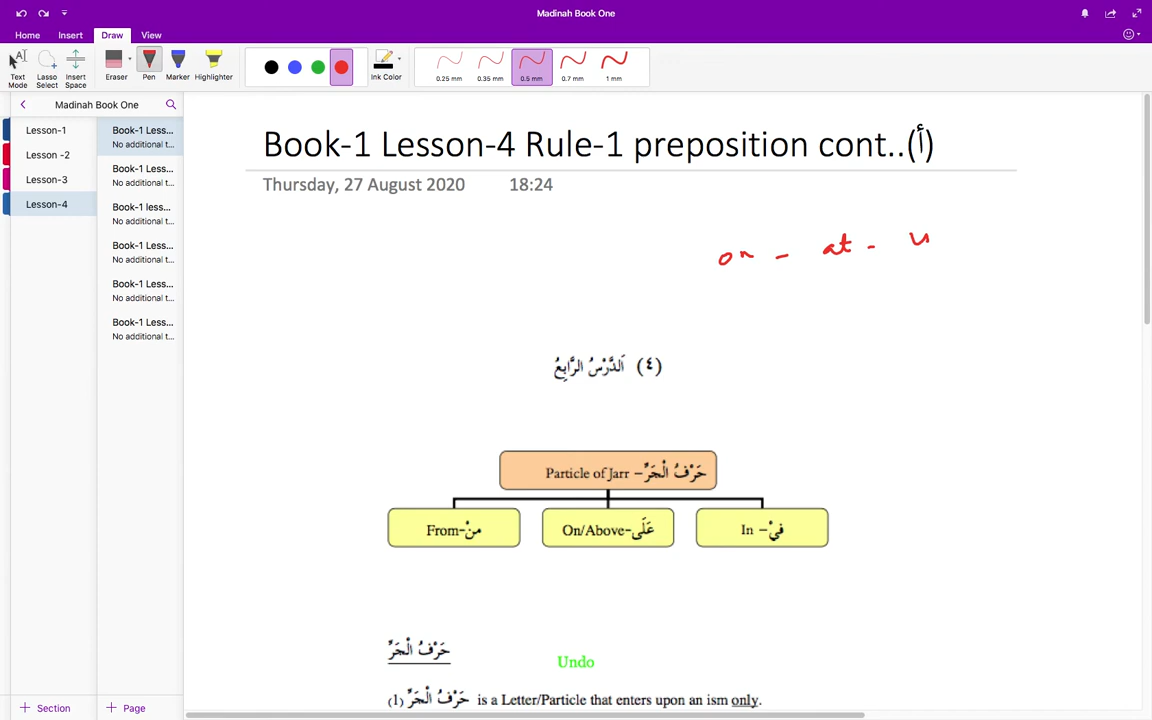 Madinah Book One
Home Insert Draw View
Text Mode
Lasso Select
Insert Space
Eraser
Pen
Marker
Highlighter
Ink Color
0.25 mm
0.35 mm
0.5 mm
0.7 mm
1 mm
Madinah Book One
Lesson-1
Lesson -2
Lesson-3
Lesson-4
Book-1 Less...
No additional t...
Book-1 Less...
No additional t...
Book-1 less...
No additional t...
Book-1 Less...
No additional t...
Book-1 Less...
No additional t...
Book-1 Less...
No additional t...
Book-1 Lesson-4 Rule-1 preposition cont..(أ)
Thursday, 27 August 2020 18:24
on - at - u
(٤) اَلدَّرْسُ الرَّابِعُ
Particle of Jarr –حَرْفُ الْجَرِّ
From-مِنْ
On/Above-عَلَى
In –فِيْ
حَرْفُ الْجَرِّ
Undo
(1) حَرْفُ الْجَرِّ is a Letter/Particle that enters upon an ism only.
+ Section
+ Page